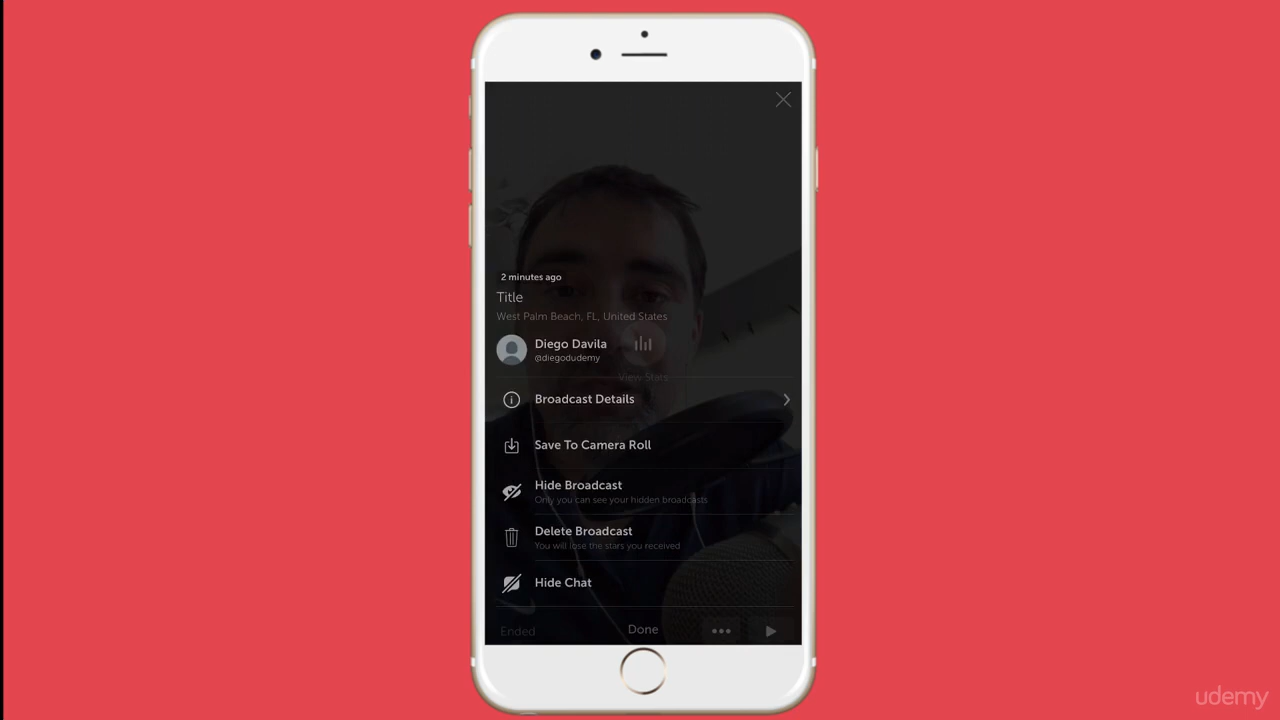 2 minutes ago
Title
West Palm Beach, FL, United States
Diego Davila
@diegodudemy
View Stats
Broadcast Details
Save To Camera Roll
Hide Broadcast
Only you can see your hidden broadcasts
Delete Broadcast
You will lose the stars you received
Hide Chat
Ended
Done
udemy